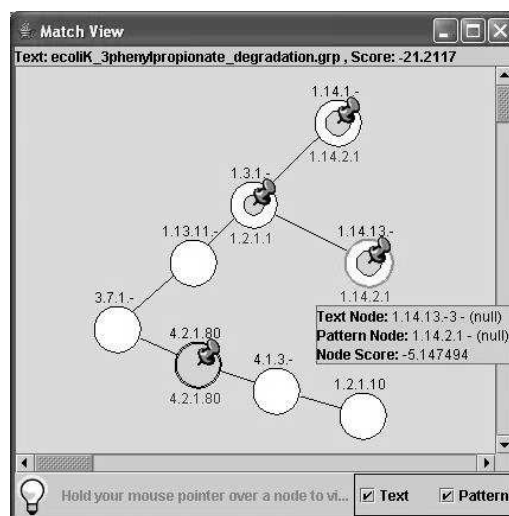 Match View
Text: ecoliK_3phenylpropionate_degradation.grp , Score: -21.2117
1.14.1.-
1.14.2.1
1.3.1.-
1.2.1.1
1.13.11.-
1.14.13.-
1.14.2.1
3.7.1.-
Text Node: 1.14.13.-3 - (null)
Pattern Node: 1.14.2.1 - (null)
Node Score: -5.147494
4.2.1.80
4.2.1.80
4.1.3.-
1.2.1.10
Hold your mouse pointer over a node to vi...
Text
Pattern